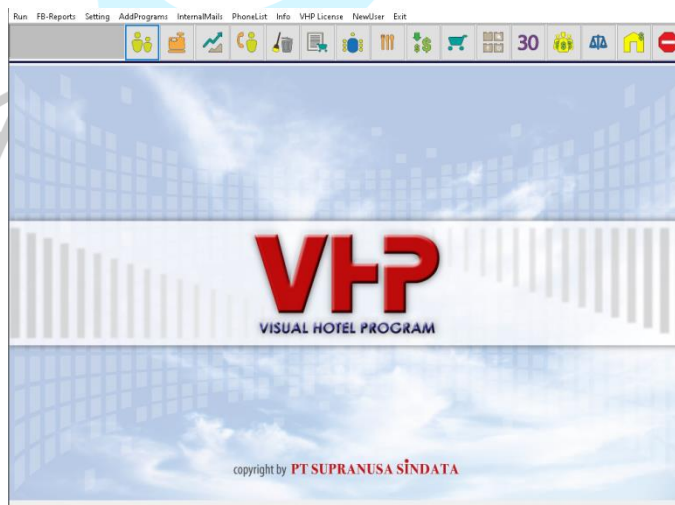 Run FB-Reports Setting AddPrograms InternalMails PhoneList Info VHP License NewUser Exit
30
VHP
VISUAL HOTEL PROGRAM
copyright by PT SUPRANUSA SINDATA